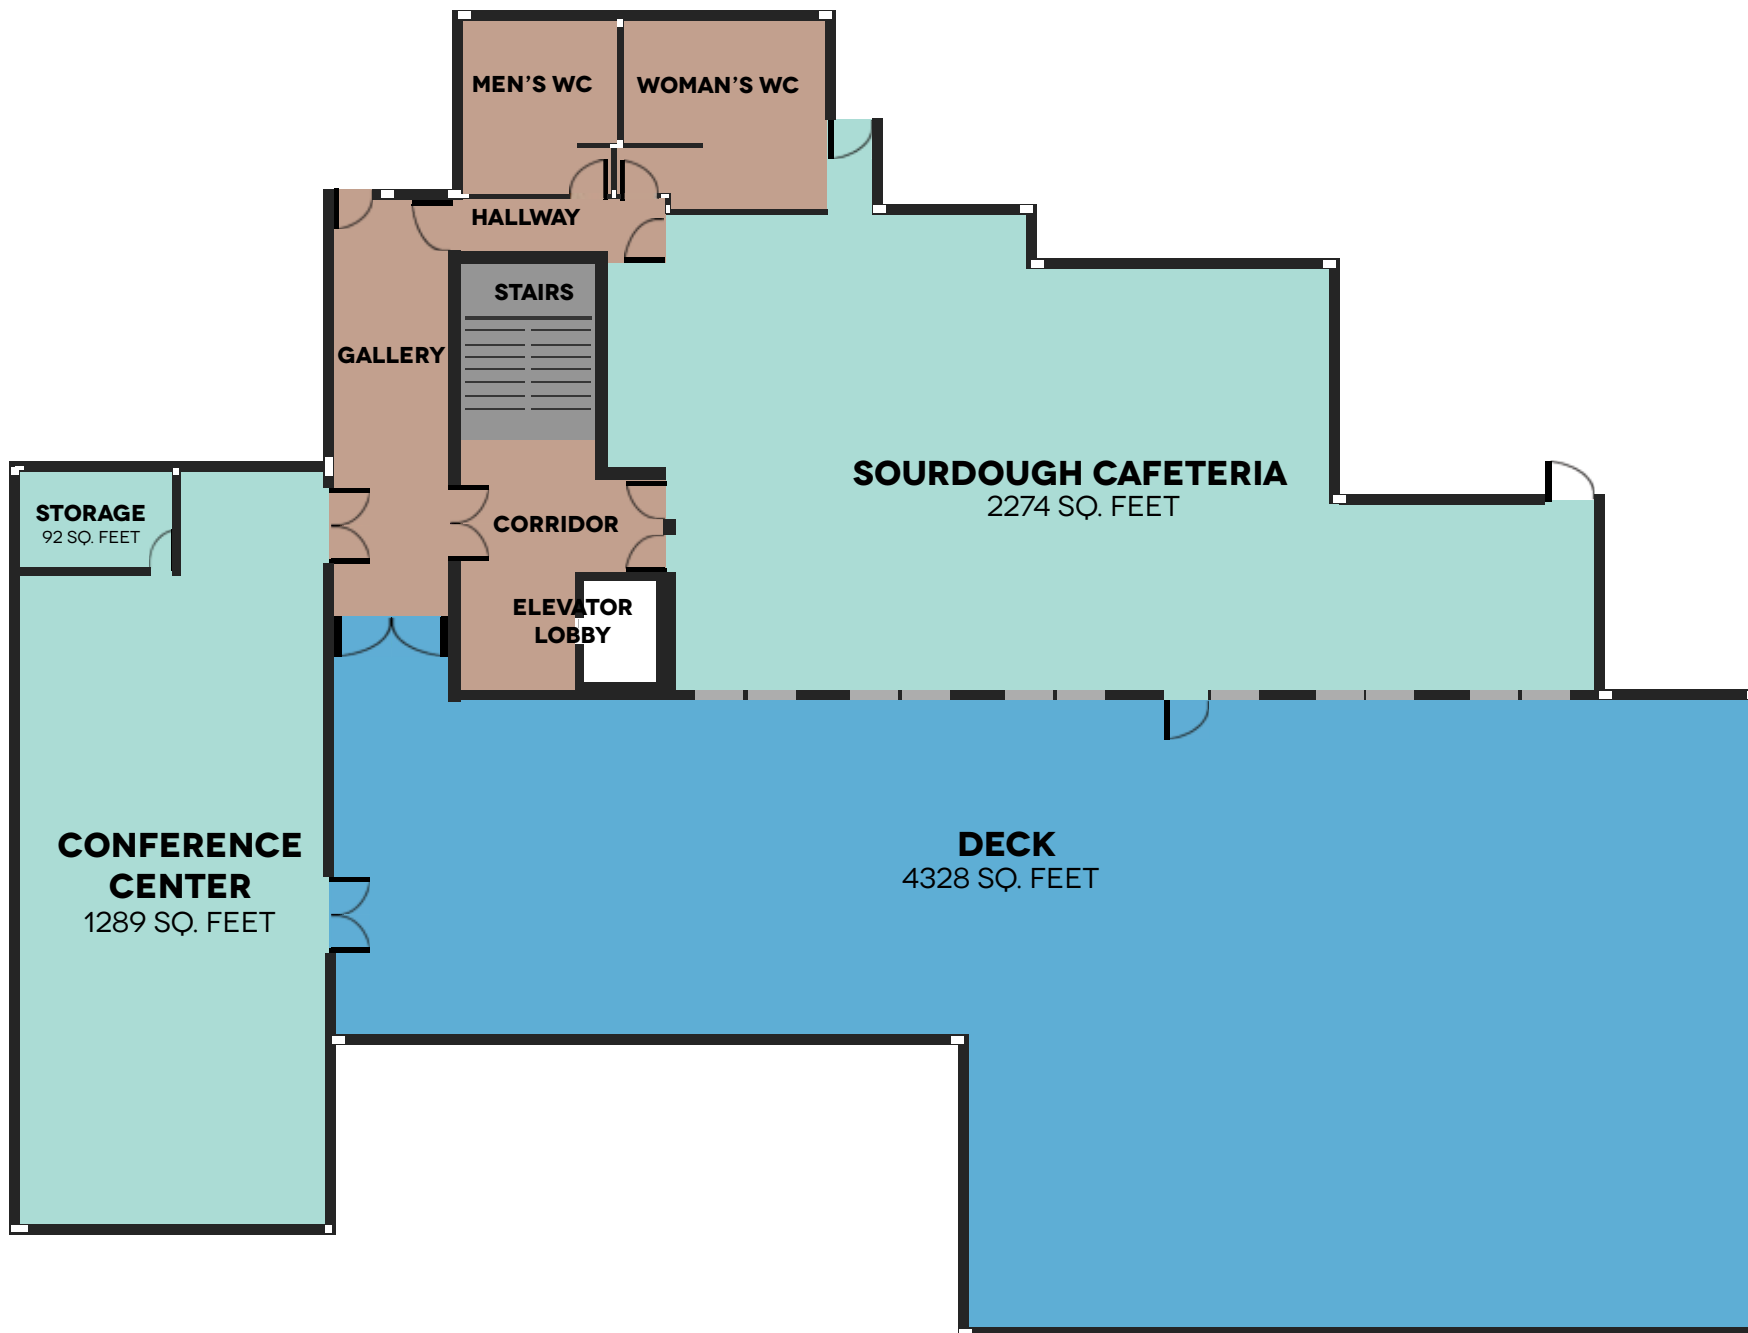 MEN'S WC
WOMAN'S WC
HALLWAY
STAIRS
GALLERY
SOURDOUGH CAFETERIA
2274 SQ. FEET
STORAGE
92 SQ. FEET
CORRIDOR
ELEVATOR
LOBBY
CONFERENCE
CENTER
1289 SQ. FEET
DECK
4328 SQ. FEET